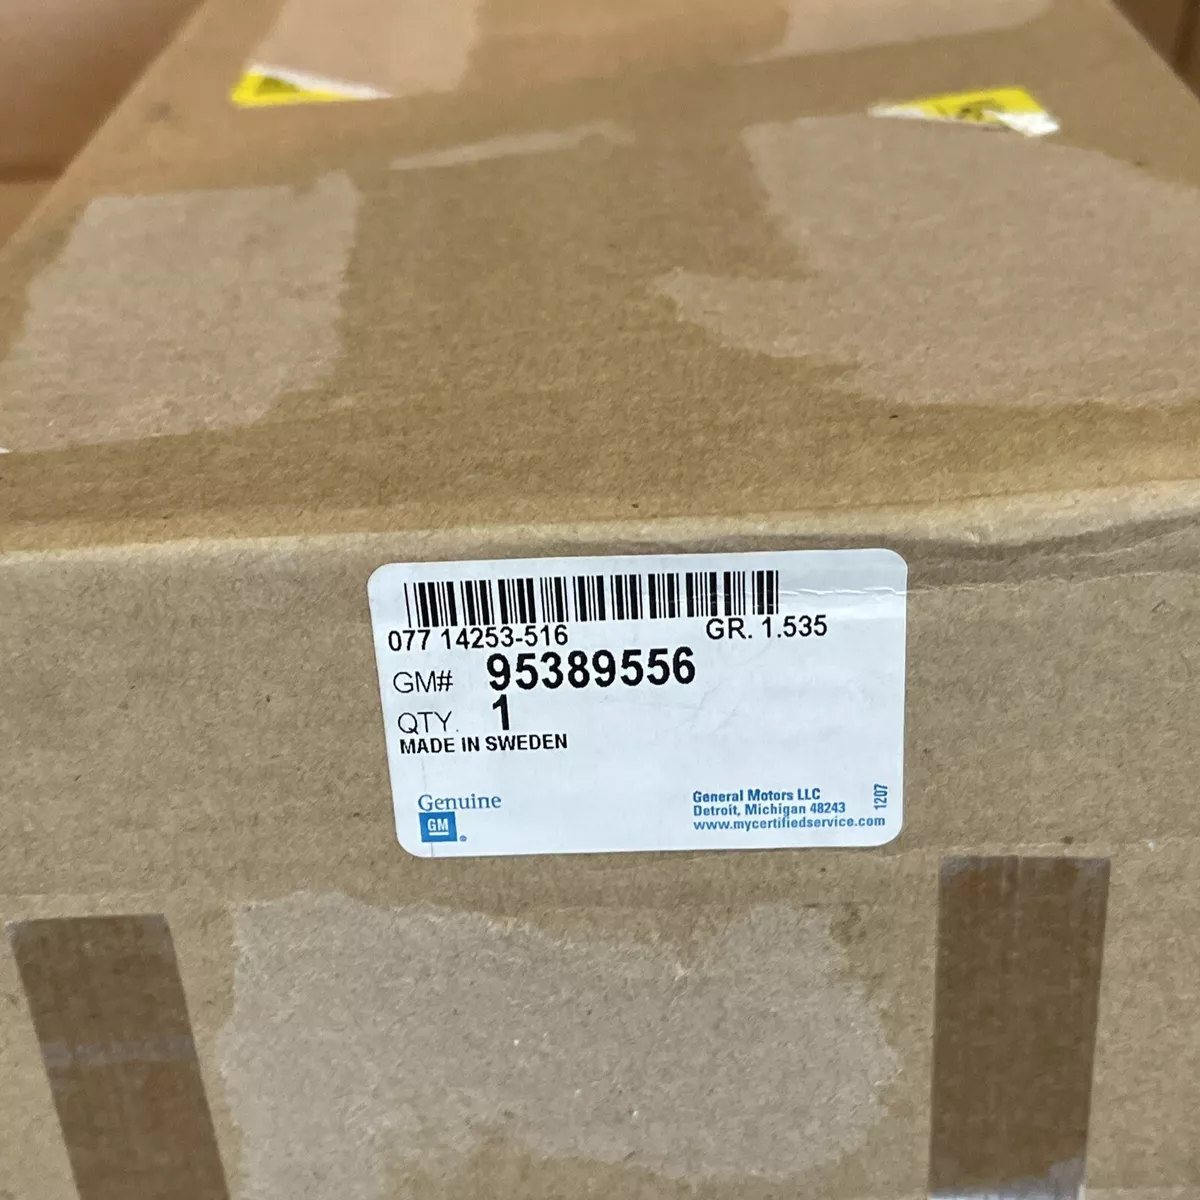 077 14253-516 GR. 1.535
GM# 95389556
QTY. 1
MADE IN SWEDEN
Genuine
GM
General Motors LLC
Detroit, Michigan 48243
www.mycertifiedservice.com
1207